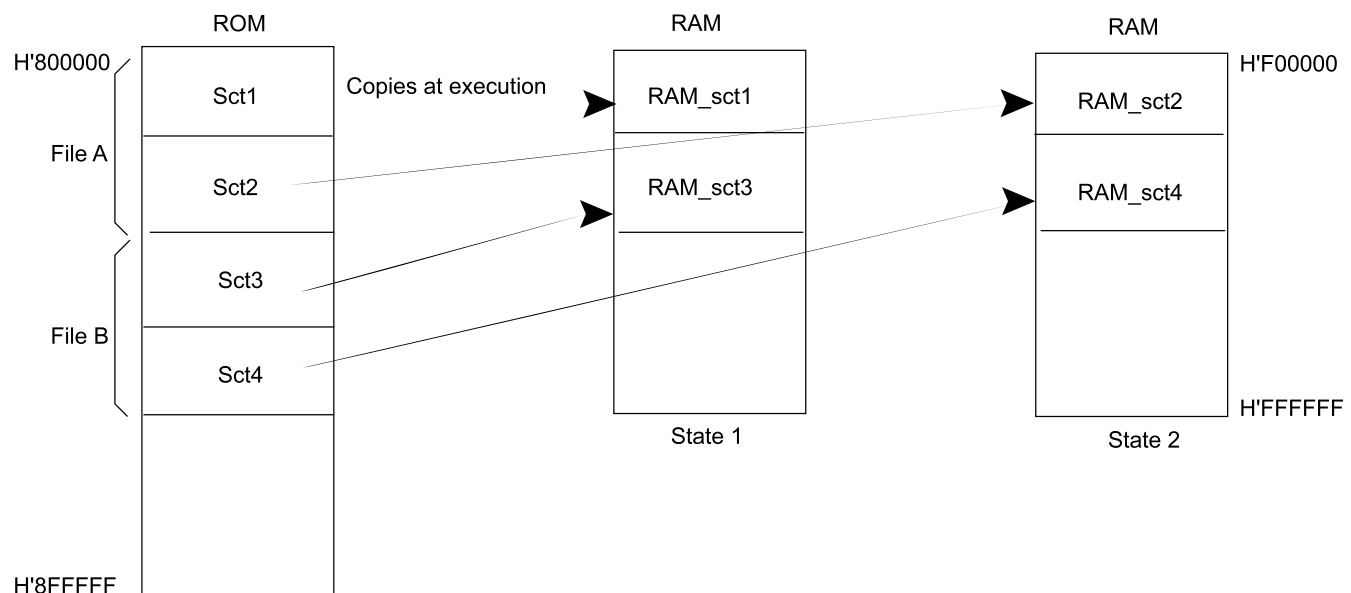 ROM
RAM
RAM
H'800000
H'F00000
Sct1
Copies at execution
RAM_sct1
RAM_sct2
File A
Sct2
RAM_sct3
RAM_sct4
Sct3
File B
Sct4
H'FFFFFF
State 1
State 2
H'8FFFFF